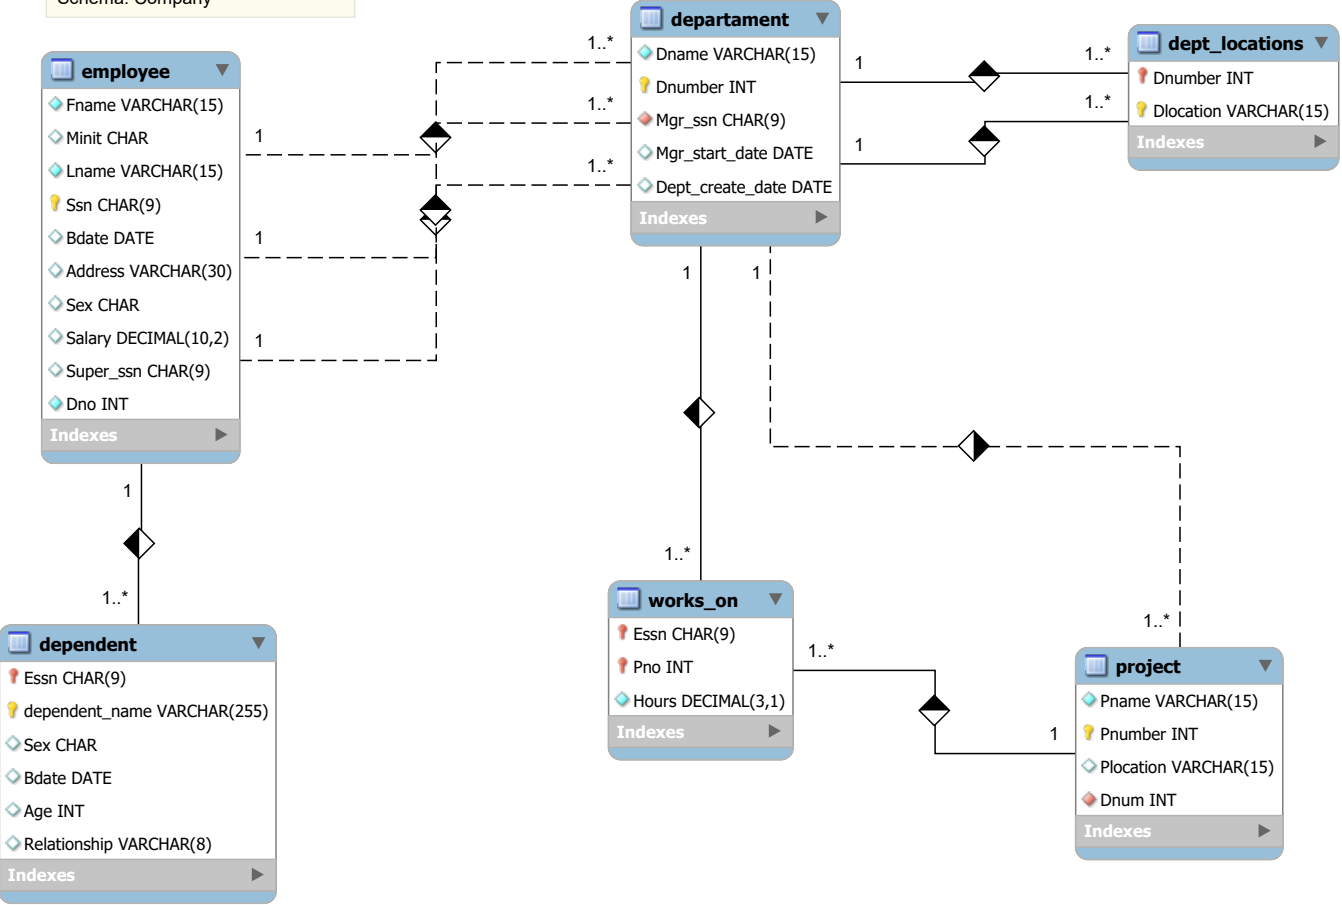 Schema: Company
employee
Fname VARCHAR(15)
Minit CHAR
Lname VARCHAR(15)
Ssn CHAR(9)
Bdate DATE
Address VARCHAR(30)
Sex CHAR
Salary DECIMAL(10,2)
Super_ssn CHAR(9)
Dno INT
Indexes
1
1
1
1..*
1..*
1..*
departament
Dname VARCHAR(15)
Dnumber INT
Mgr_ssn CHAR(9)
Mgr_start_date DATE
Dept_create_date DATE
Indexes
1
1
1..*
1..*
dept_locations
Dnumber INT
Dlocation VARCHAR(15)
Indexes
1
1
1
1..*
dependent
Essn CHAR(9)
dependent_name VARCHAR(255)
Sex CHAR
Bdate DATE
Age INT
Relationship VARCHAR(8)
Indexes
1..*
works_on
Essn CHAR(9)
Pno INT
Hours DECIMAL(3,1)
Indexes
1..*
1
1..*
project
Pname VARCHAR(15)
Pnumber INT
Plocation VARCHAR(15)
Dnum INT
Indexes